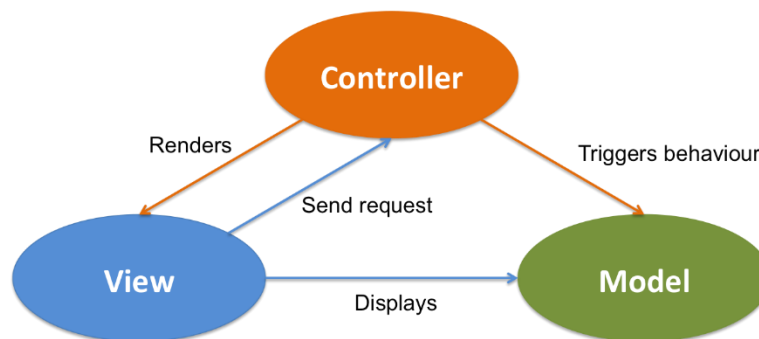 Controller
Renders
Triggers behaviour
Send request
View
Model
Displays